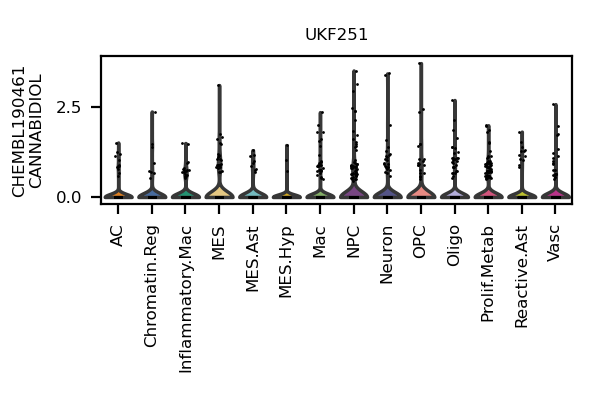 UKF251
CHEMBL190461
CANNABIDIOL
2.5
0.0
AC
Chromatin.Reg
Inflammatory.Mac
MES
MES.Ast
MES.Hyp
Mac
NPC
Neuron
OPC
Oligo
Prolif.Metab
Reactive.Ast
Vasc